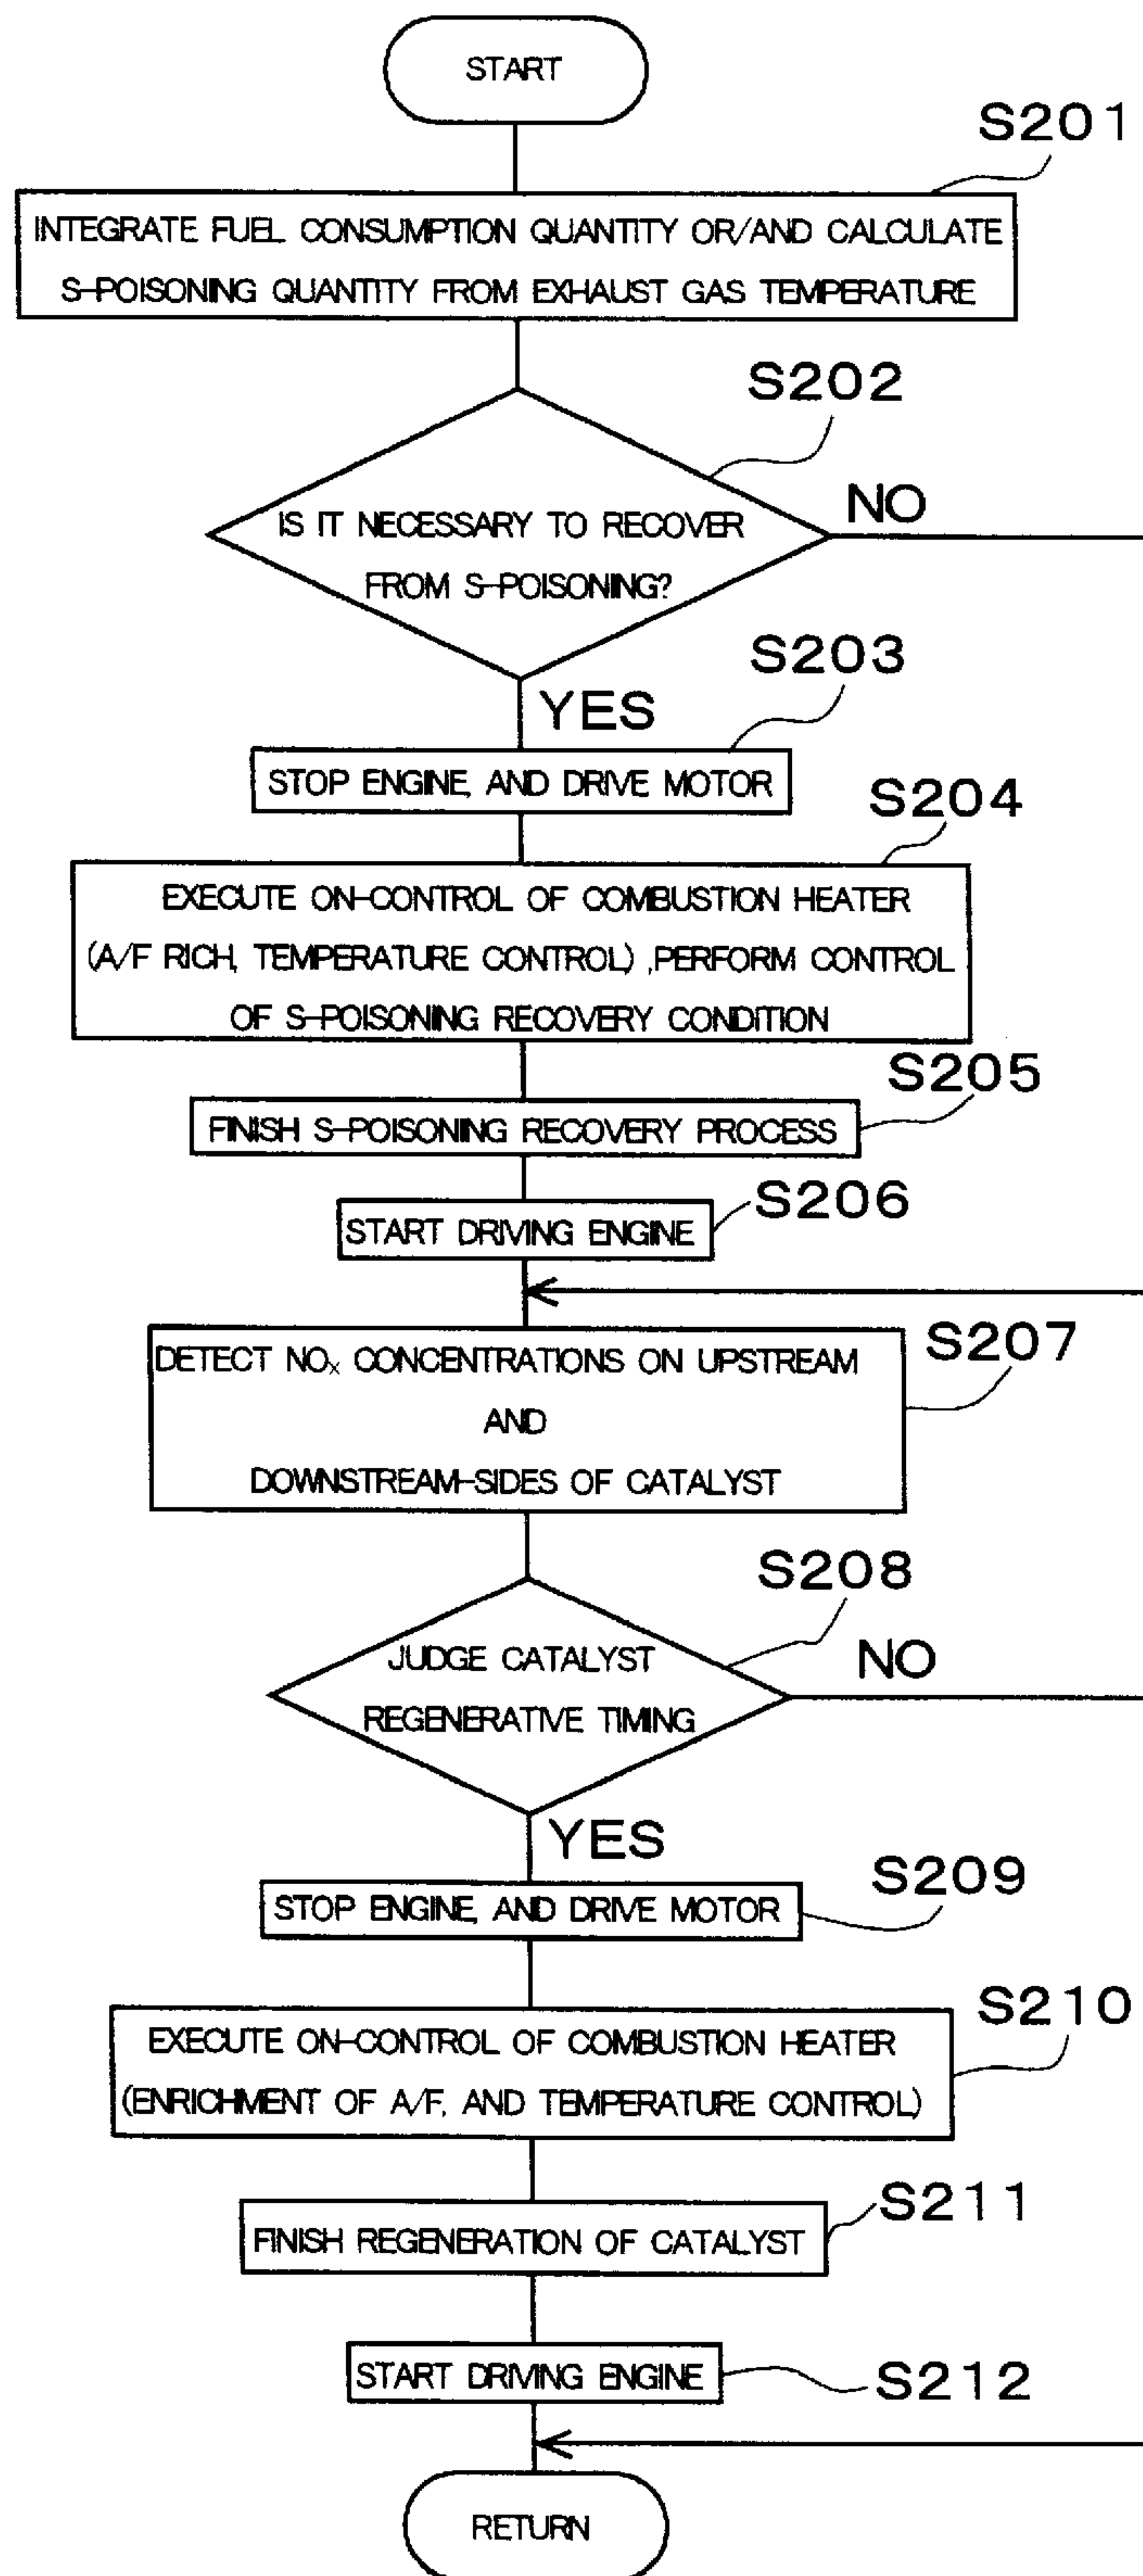 START
S201
INTEGRATE FUEL CONSUMPTION QUANTITY OR/AND CALCULATE
S-POISONING QUANTITY FROM EXHAUST GAS TEMPERATURE
S202
IS IT NECESSARY TO RECOVER
FROM S-POISONING?
NO
YES
S203
STOP ENGINE, AND DRIVE MOTOR
S204
EXECUTE ON-CONTROL OF COMBUSTION HEATER
(A/F RICH, TEMPERATURE CONTROL) ,PERFORM CONTROL
OF S-POISONING RECOVERY CONDITION
S205
FINISH S-POISONING RECOVERY PROCESS
S206
START DRIVING ENGINE
S207
DETECT NOx CONCENTRATIONS ON UPSTREAM
AND
DOWNSTREAM-SIDES OF CATALYST
S208
JUDGE CATALYST
REGENERATIVE TIMING
NO
YES
S209
STOP ENGINE, AND DRIVE MOTOR
S210
EXECUTE ON-CONTROL OF COMBUSTION HEATER
(ENRICHMENT OF A/F, AND TEMPERATURE CONTROL)
S211
FINISH REGENERATION OF CATALYST
S212
START DRIVING ENGINE
RETURN